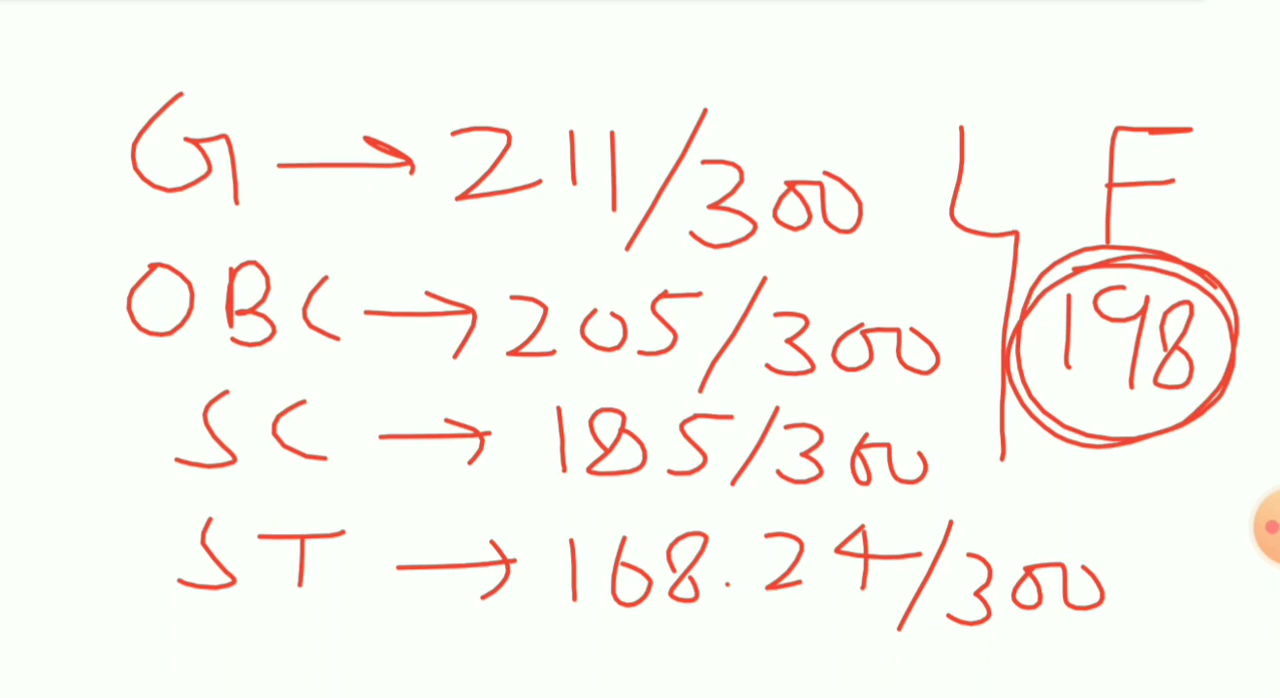 G → 211/300
OBC → 205/300
SC → 185/300
ST → 168.24/300
F
198